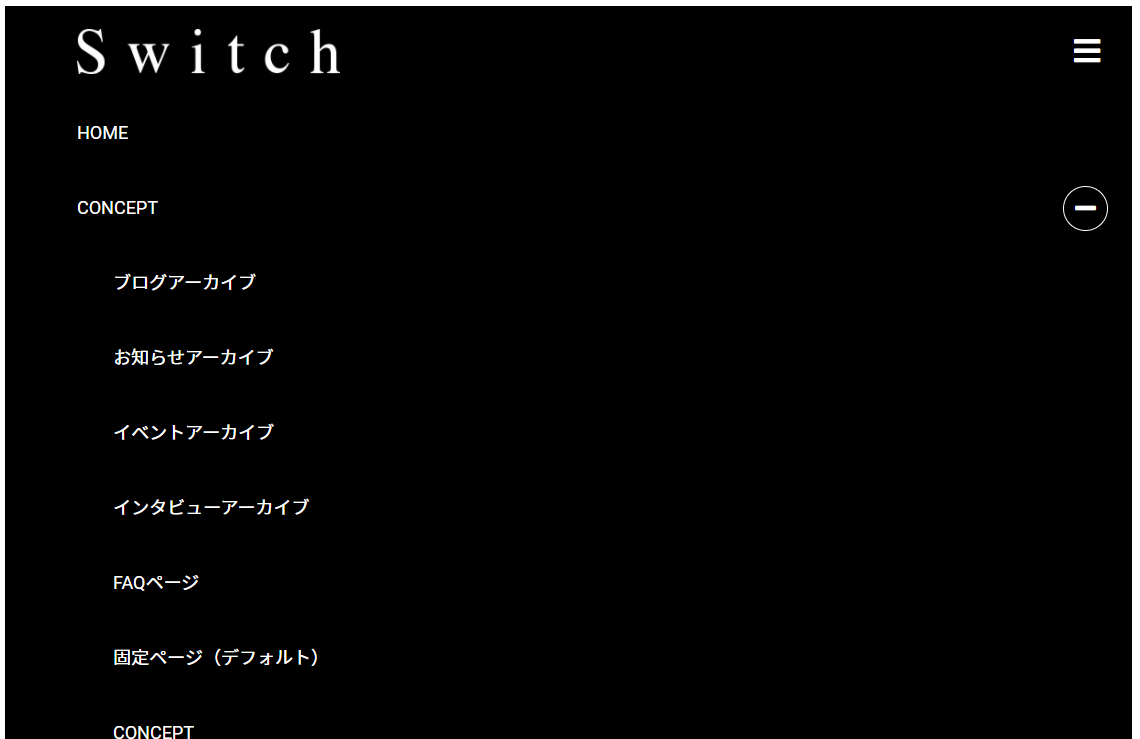 Switch
HOME
CONCEPT
ブログアーカイブ
お知らせアーカイブ
イベントアーカイブ
インタビューアーカイブ
FAQページ
固定ページ（デフォルト）
CONCEPT